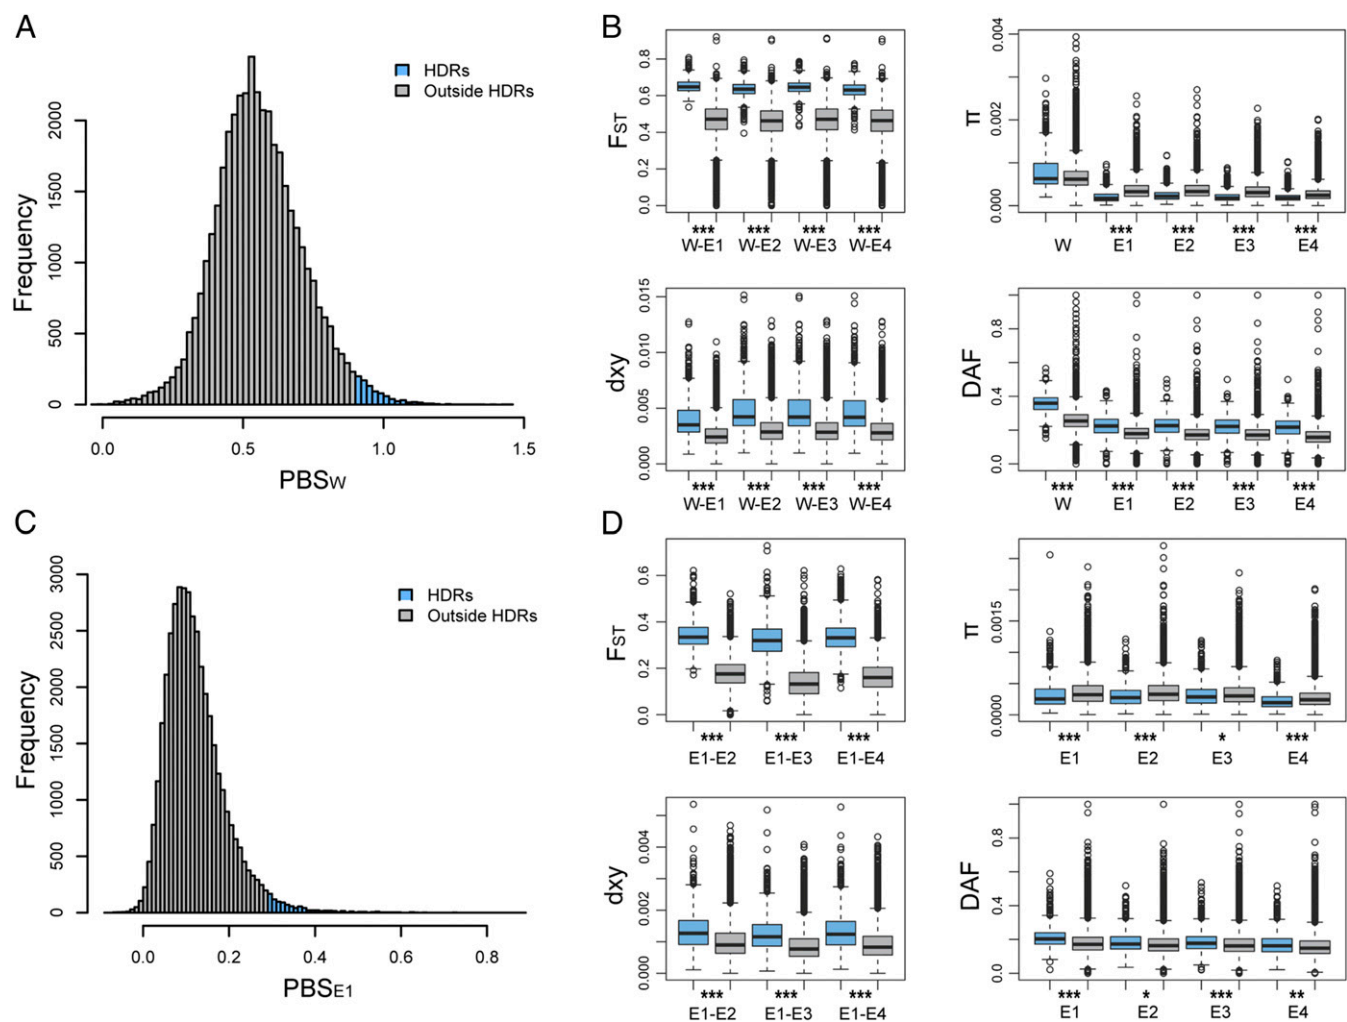 A
HDRs
Outside HDRs
Frequency
0
500
1000
1500
2000
0.0
0.5
1.0
1.5
PBSW
B
FST
0.0
0.2
0.4
0.6
0.8
*** *** *** ***
W-E1 W-E2 W-E3 W-E4
π
0.000
0.002
0.004
*** *** *** ***
W E1 E2 E3 E4
dxy
0.000
0.005
0.010
0.015
*** *** *** ***
W-E1 W-E2 W-E3 W-E4
DAF
0.0
0.4
0.8
*** *** *** *** ***
W E1 E2 E3 E4
C
HDRs
Outside HDRs
Frequency
0
500
1000
1500
2000
2500
3000
0.0
0.2
0.4
0.6
0.8
PBSE1
D
FST
0.0
0.2
0.4
0.6
*** *** ***
E1-E2 E1-E3 E1-E4
π
0.0000
0.0015
*** *** * ***
E1 E2 E3 E4
dxy
0.000
0.002
0.004
*** *** ***
E1-E2 E1-E3 E1-E4
DAF
0.0
0.4
0.8
*** * *** **
E1 E2 E3 E4